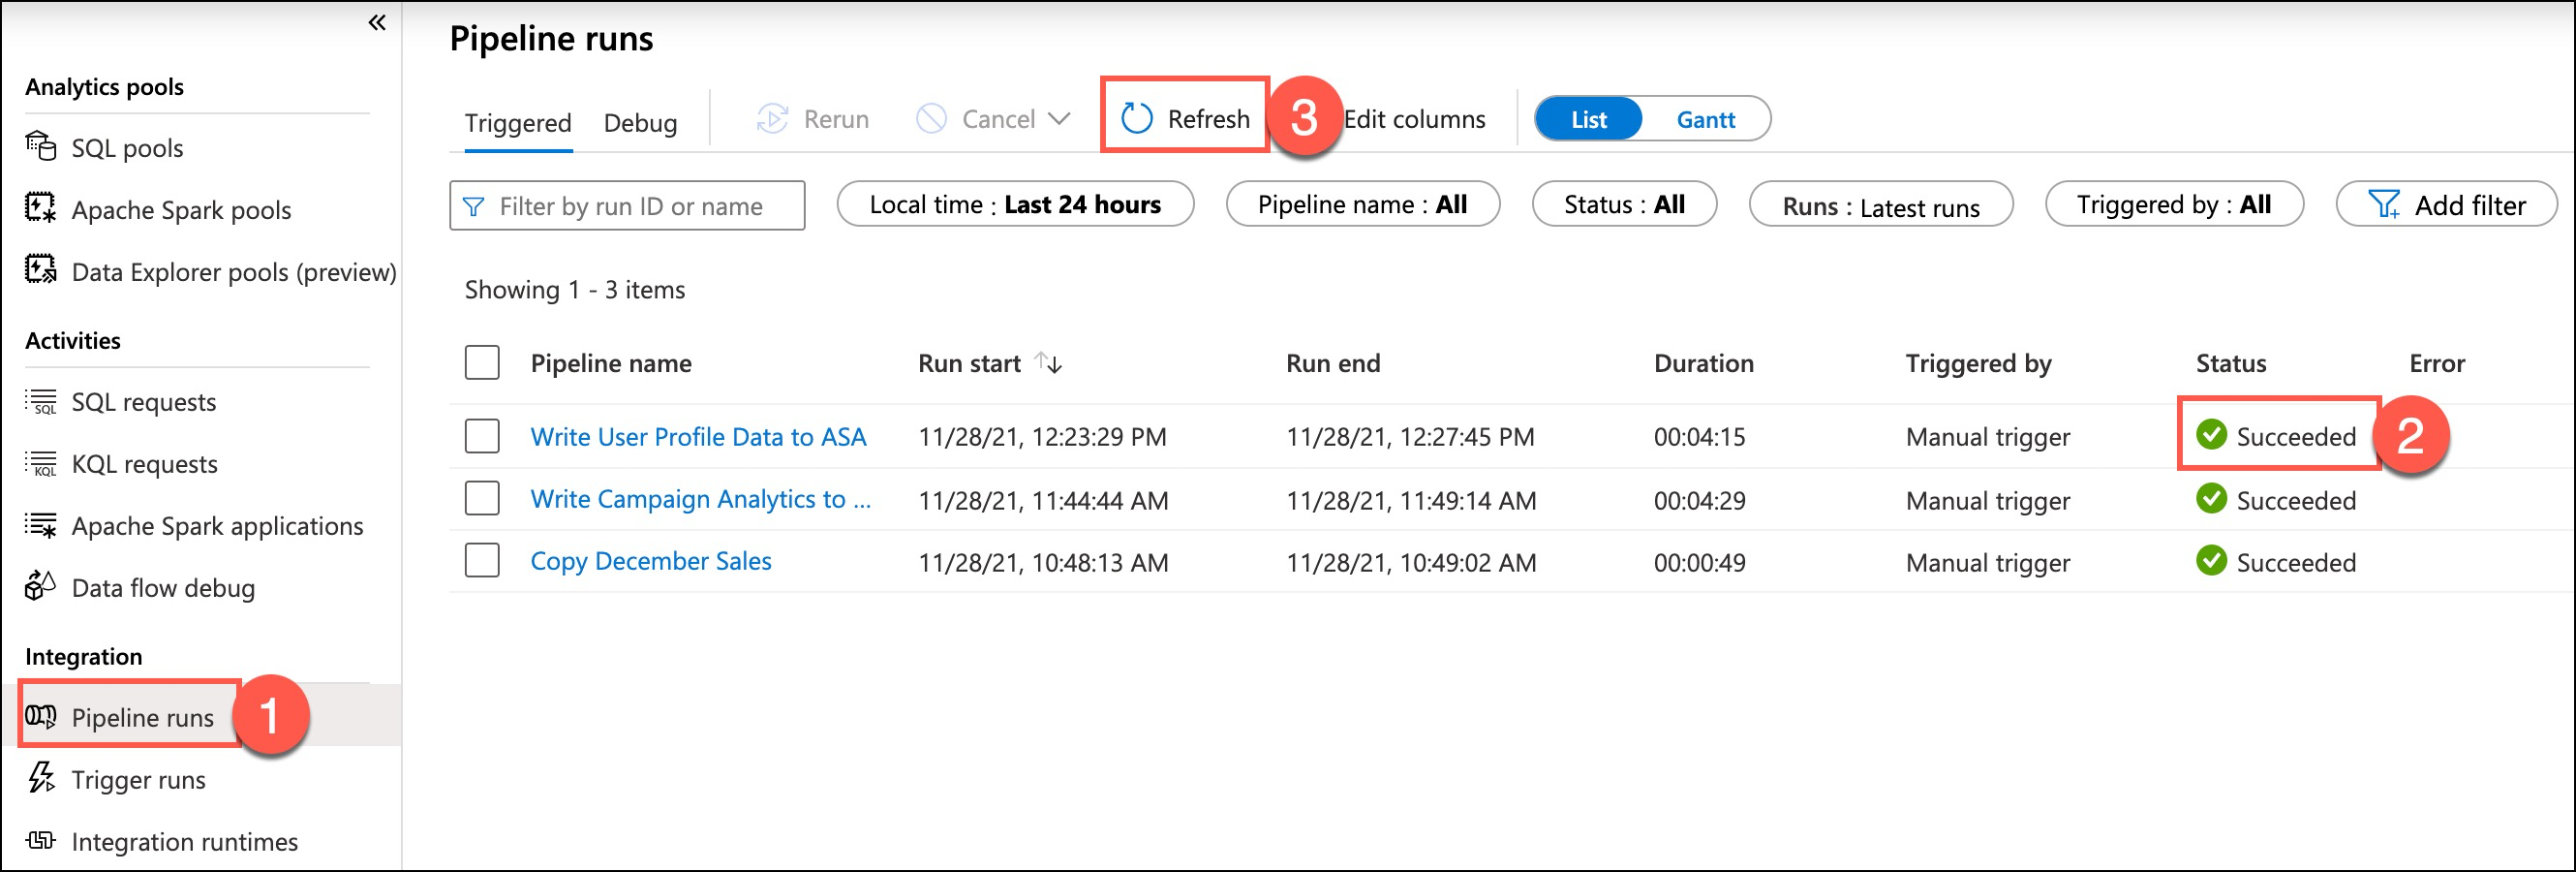 «
Analytics pools
SQL pools
Apache Spark pools
Data Explorer pools (preview)
Activities
SQL requests
KQL requests
Apache Spark applications
Data flow debug
Integration
Pipeline runs 1
Trigger runs
Integration runtimes
Pipeline runs
Triggered Debug Rerun Cancel Refresh 3 Edit columns List Gantt
Filter by run ID or name Local time : Last 24 hours Pipeline name : All Status : All Runs : Latest runs Triggered by : All Add filter
Showing 1 - 3 items
Pipeline name Run start Run end Duration Triggered by Status Error
Write User Profile Data to ASA 11/28/21, 12:23:29 PM 11/28/21, 12:27:45 PM 00:04:15 Manual trigger Succeeded 2
Write Campaign Analytics to ... 11/28/21, 11:44:44 AM 11/28/21, 11:49:14 AM 00:04:29 Manual trigger Succeeded
Copy December Sales 11/28/21, 10:48:13 AM 11/28/21, 10:49:02 AM 00:00:49 Manual trigger Succeeded